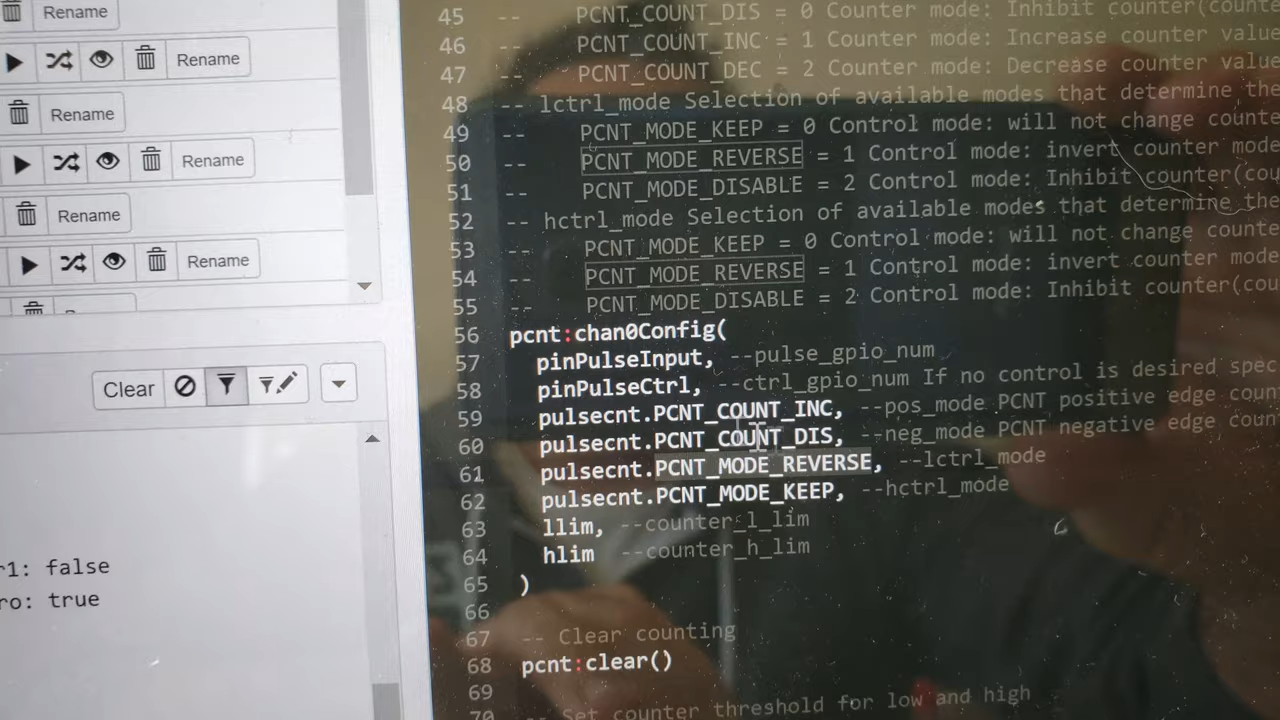 Rename
Rename
Rename
Rename
Rename
Rename
Clear
r1: false
ro: true
45 -- PCNT_COUNT_DIS = 0 Counter mode: Inhibit counter(counte
46 -- PCNT_COUNT_INC = 1 Counter mode: Increase counter value
47 -- PCNT_COUNT_DEC = 2 Counter mode: Decrease counter value
48 -- lctrl_mode Selection of available modes that determine the
49 -- PCNT_MODE_KEEP = 0 Control mode: will not change counte
50 -- PCNT_MODE_REVERSE = 1 Control mode: invert counter mode
51 -- PCNT_MODE_DISABLE = 2 Control mode: Inhibit counter(cou
52 -- hctrl_mode Selection of available modes that determine the
53 -- PCNT_MODE_KEEP = 0 Control mode: will not change counte
54 -- PCNT_MODE_REVERSE = 1 Control mode: invert counter mode
55 -- PCNT_MODE_DISABLE = 2 Control mode: Inhibit counter(cou
56 pcnt:chan0Config(
57 pinPulseInput, --pulse_gpio_num
58 pinPulseCtrl, --ctrl_gpio_num If no control is desired spec
59 pulsecnt.PCNT_COUNT_INC, --pos_mode PCNT positive edge coun
60 pulsecnt.PCNT_COUNT_DIS, --neg_mode PCNT negative edge coun
61 pulsecnt.PCNT_MODE_REVERSE, --lctrl_mode
62 pulsecnt.PCNT_MODE_KEEP, --hctrl_mode
63 llim, --counter_l_lim
64 hlim --counter_h_lim
65 )
66
67 -- Clear counting
68 pcnt:clear()
69
70 -- Set counter threshold for low and high